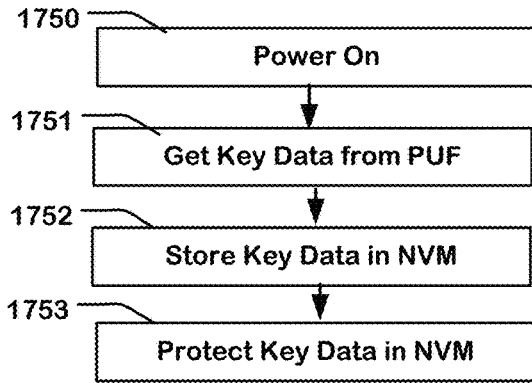 1750
Power On
1751
Get Key Data from PUF
1752
Store Key Data in NVM
1753
Protect Key Data in NVM